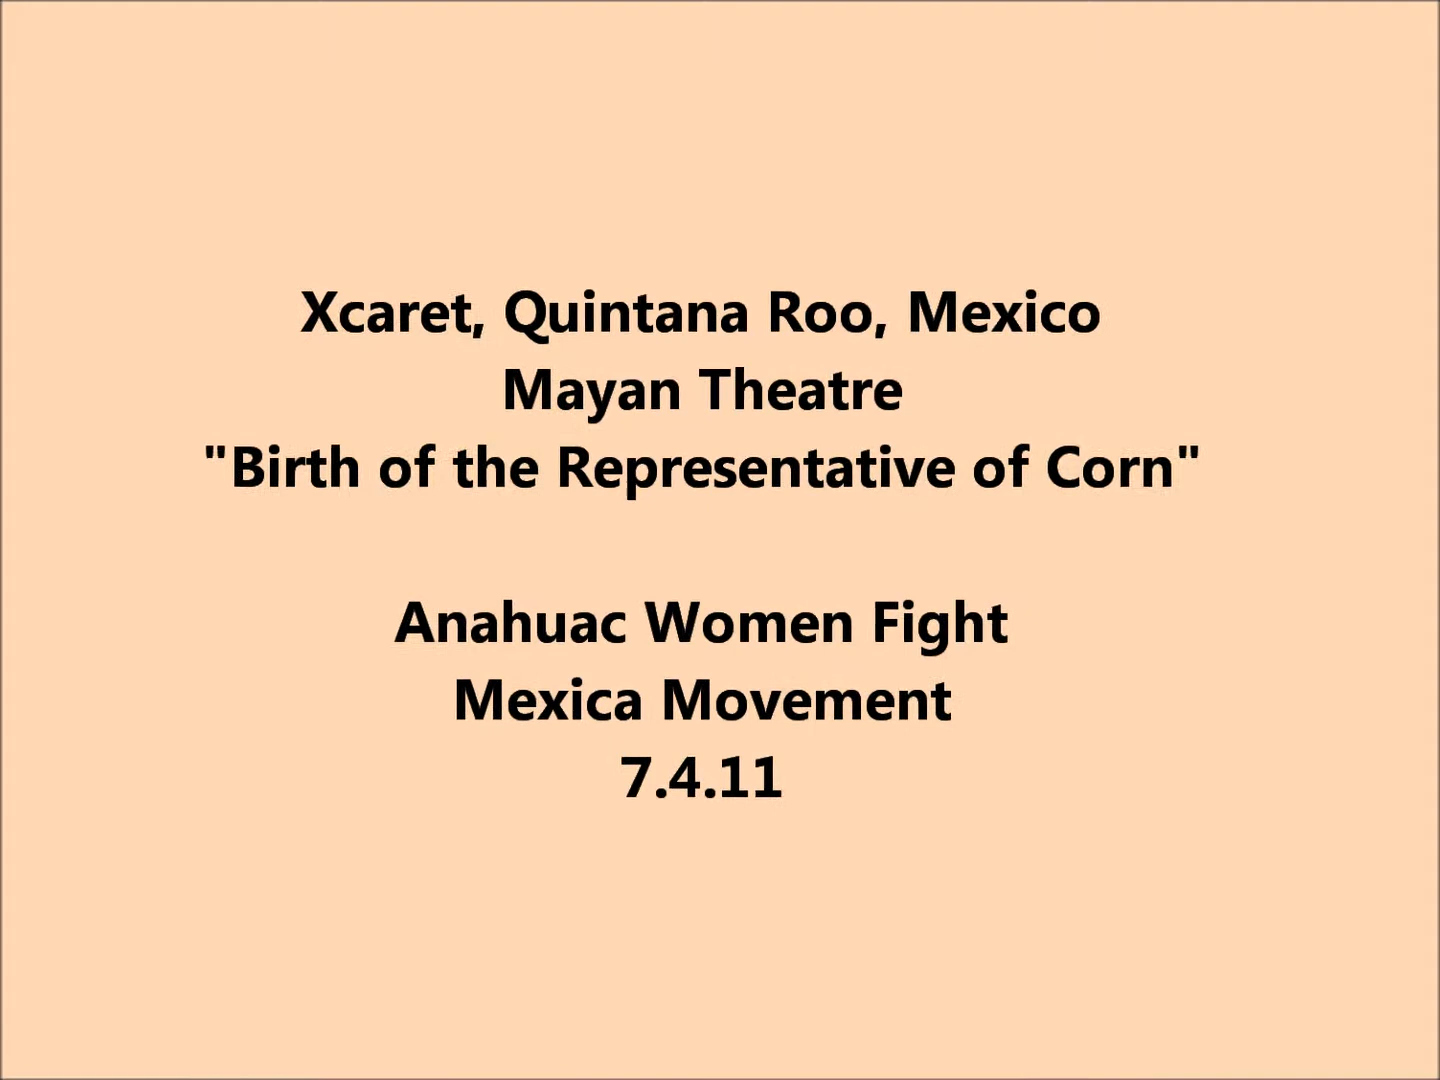 Xcaret, Quintana Roo, Mexico
Mayan Theatre
"Birth of the Representative of Corn"
Anahuac Women Fight
Mexica Movement
7.4.11